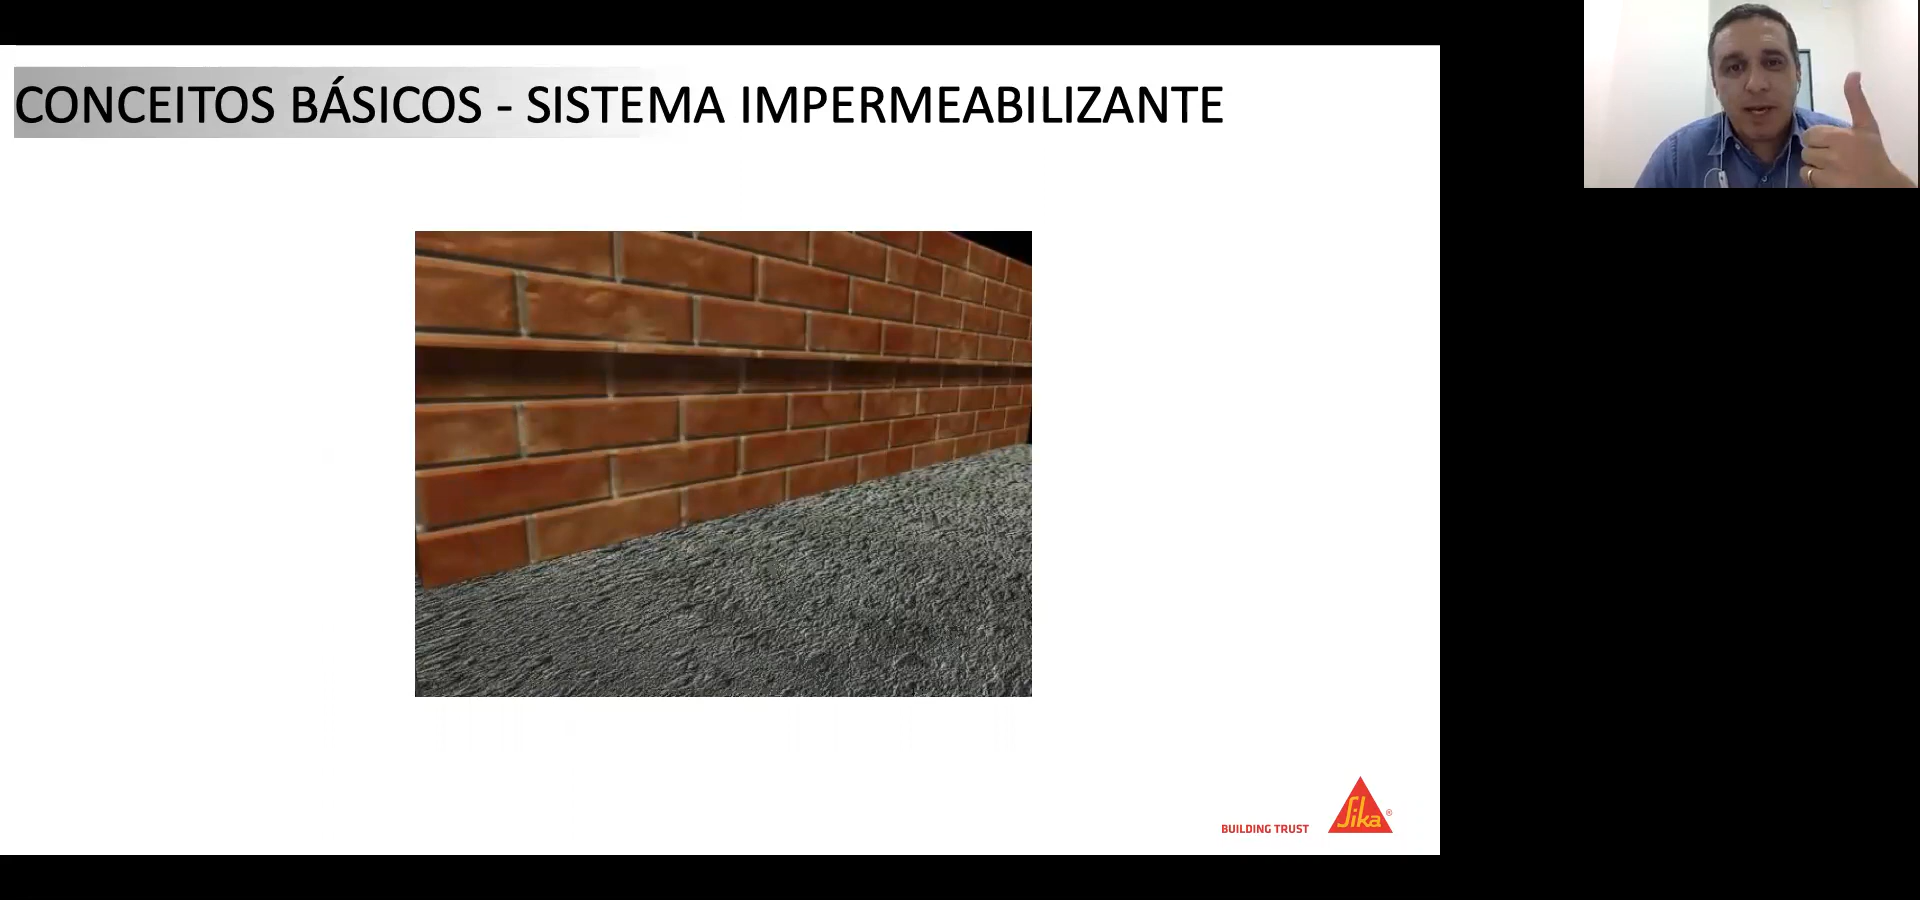 CONCEITOS BÁSICOS - SISTEMA IMPERMEABILIZANTE
BUILDING TRUST
Sika®